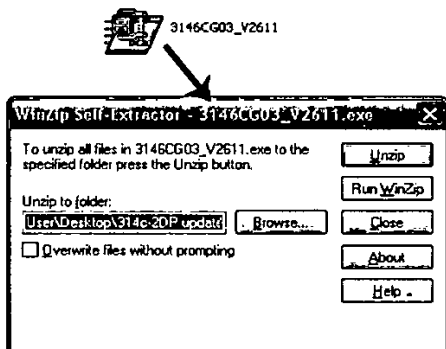 3146CG03_V2611
WinZip Self-Extractor - 3146CG03_V2611.exe
To unzip all files in 3146CG03_V2611.exe to the
specified folder press the Unzip button.
Unzip
Run WinZip
Unzip to folder:
User\Desktop\314c-2DP update
Browse...
Close
Overwrite files without prompting
About
Help